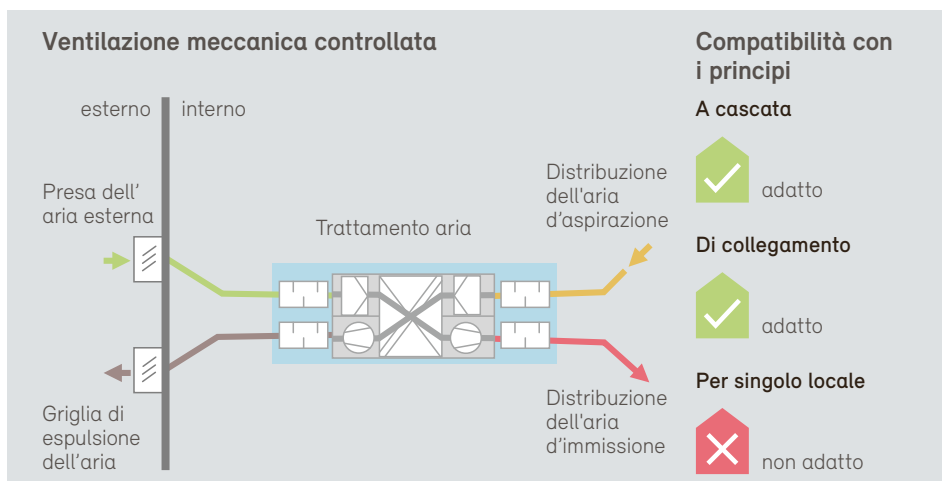 Ventilazione meccanica controllata
esterno
interno
Presa dell’
aria esterna
Trattamento aria
Distribuzione
dell'aria
d’aspirazione
Griglia di
espulsione
dell’aria
Distribuzione
dell'aria
d’immissione
Compatibilità con
i principi
A cascata
adatto
Di collegamento
adatto
Per singolo locale
non adatto